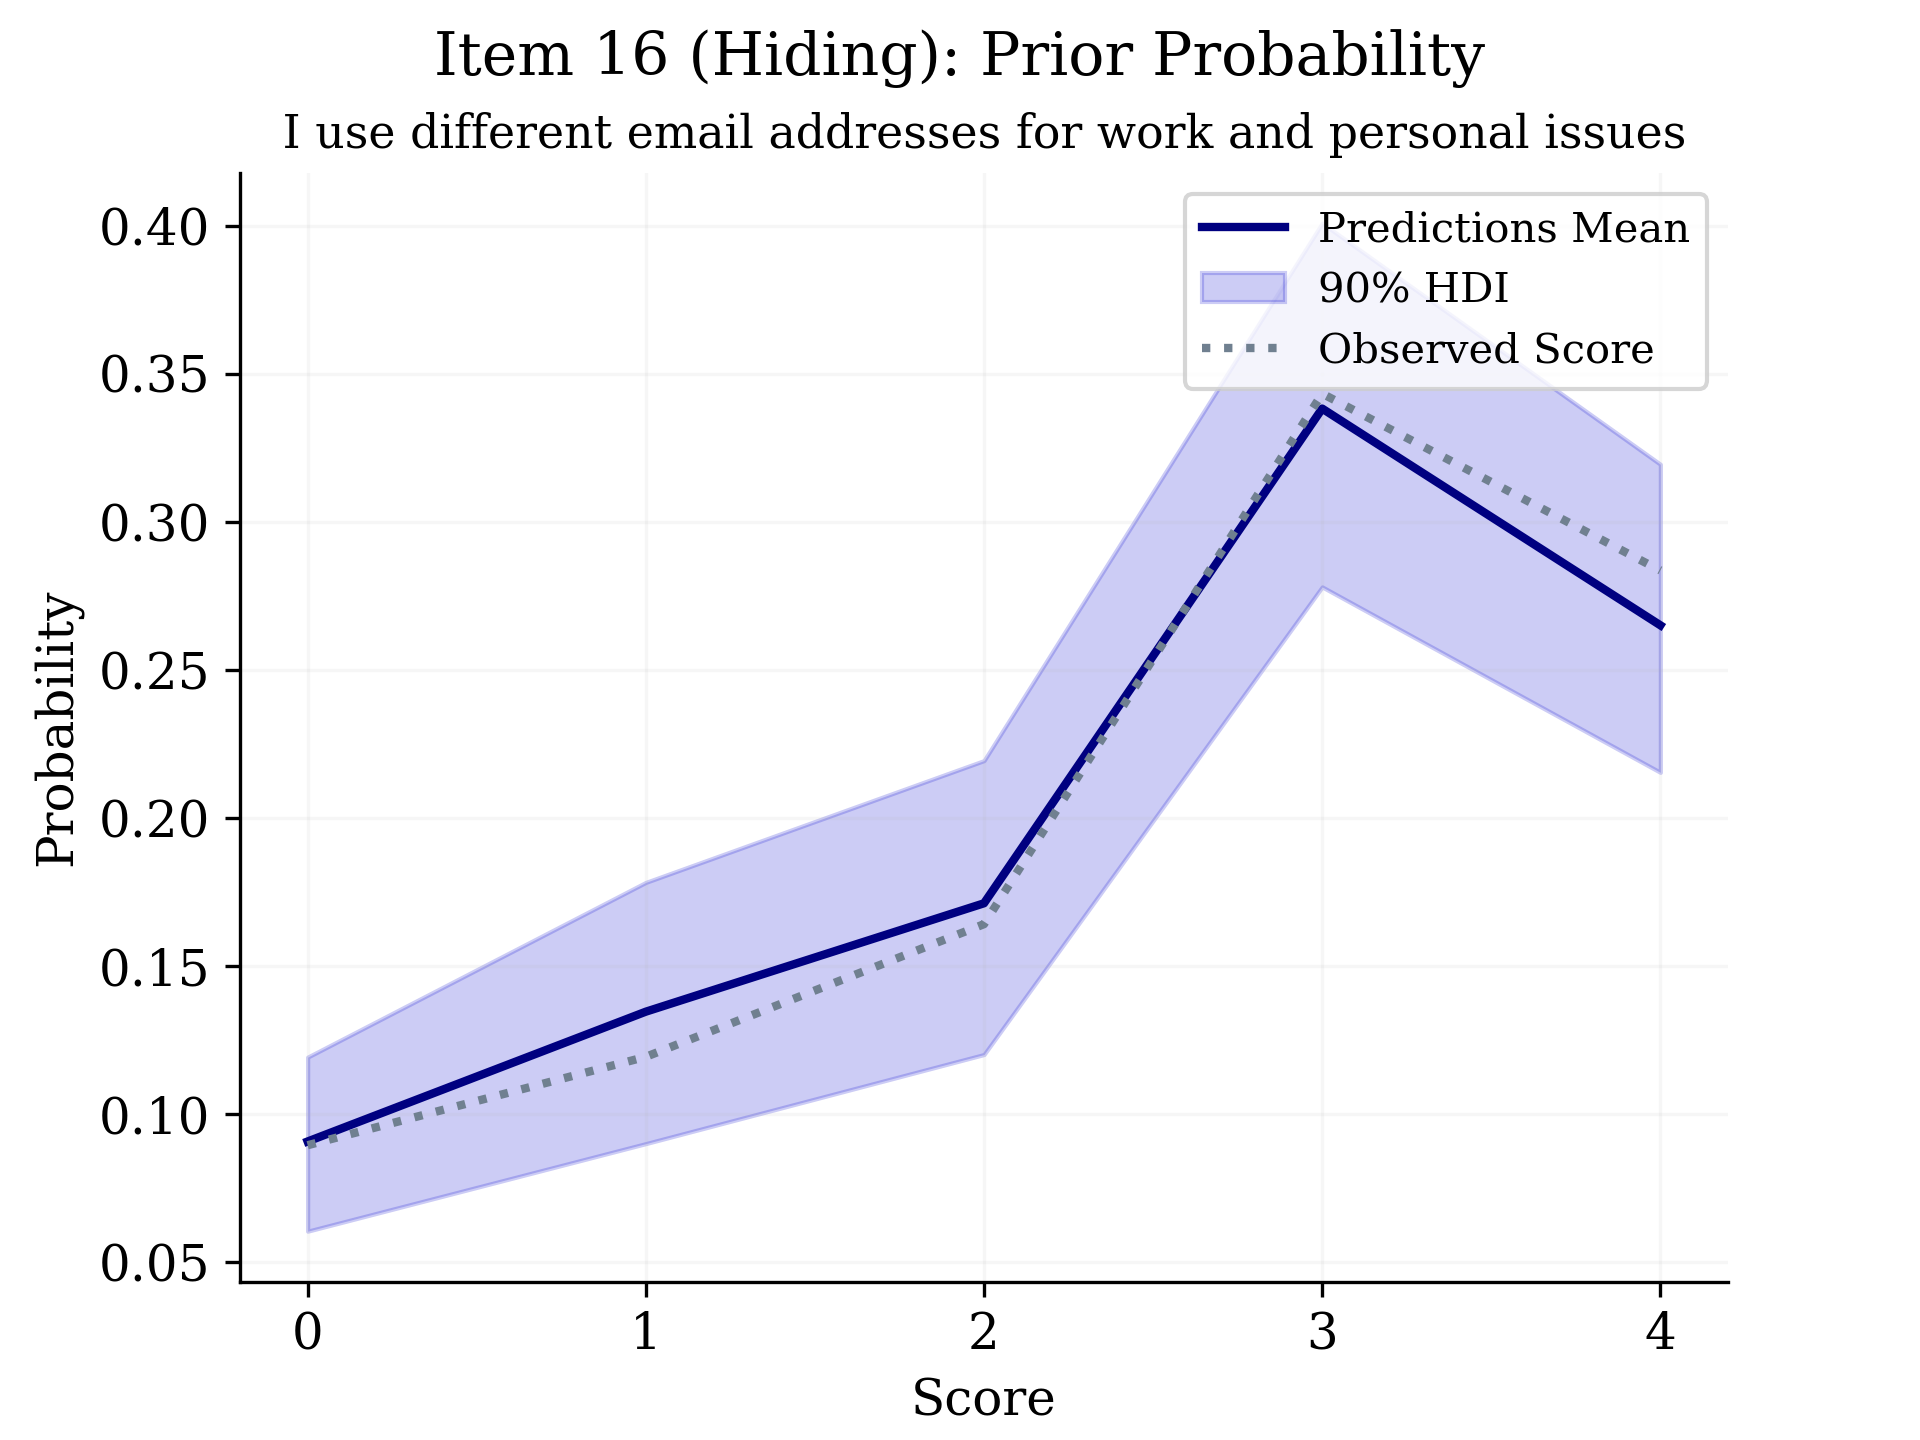 Item 16 (Hiding): Prior Probability
I use different email addresses for work and personal issues
Predictions Mean
90% HDI
Observed Score
0.40
0.35
0.30
0.25
0.20
0.15
0.10
0.05
Probability
0 1 2 3 4
Score